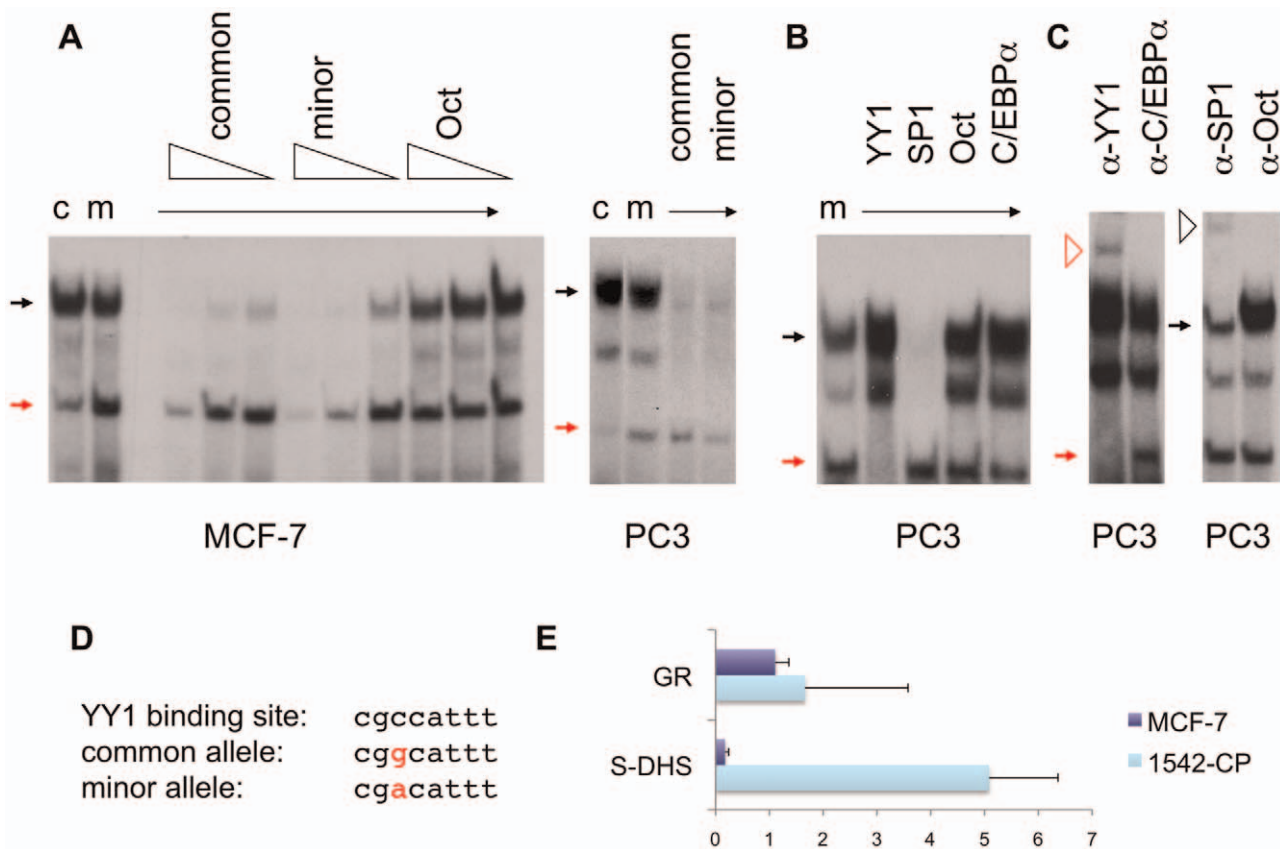 A
common
minor
Oct
c m
MCF-7
common
minor
c m
PC3
B
YY1
SP1
Oct
C/EBPα
m
PC3
C
α-YY1
α-C/EBPα
α-SP1
α-Oct
PC3
PC3
D
YY1 binding site: cgccattt
common allele: cggcattt
minor allele: cgacattt
E
GR
S-DHS
0 1 2 3 4 5 6 7
MCF-7
1542-CP